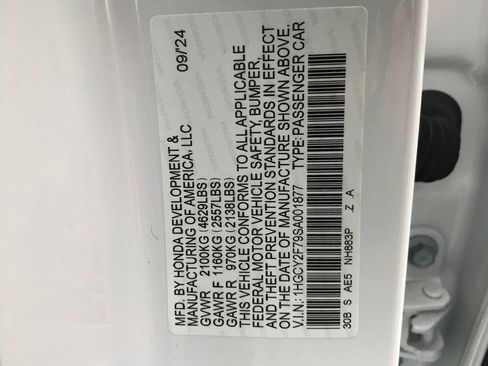 09/'24
MFD. BY HONDA DEVELOPMENT &
MANUFACTURING OF AMERICA, LLC
GVWR 2100KG (4629LBS)
GAWR F 1160KG (2557LBS)
GAWR R 970KG (2138LBS)
THIS VEHICLE CONFORMS TO ALL APPLICABLE
FEDERAL MOTOR VEHICLE SAFETY, BUMPER,
AND THEFT PREVENTION STANDARDS IN EFFECT
ON THE DATE OF MANUFACTURE SHOWN ABOVE.
V.I.N.: 1HGCY2F79SA001877 TYPE: PASSENGER CAR
30B S AE5 NH883P .Z .A